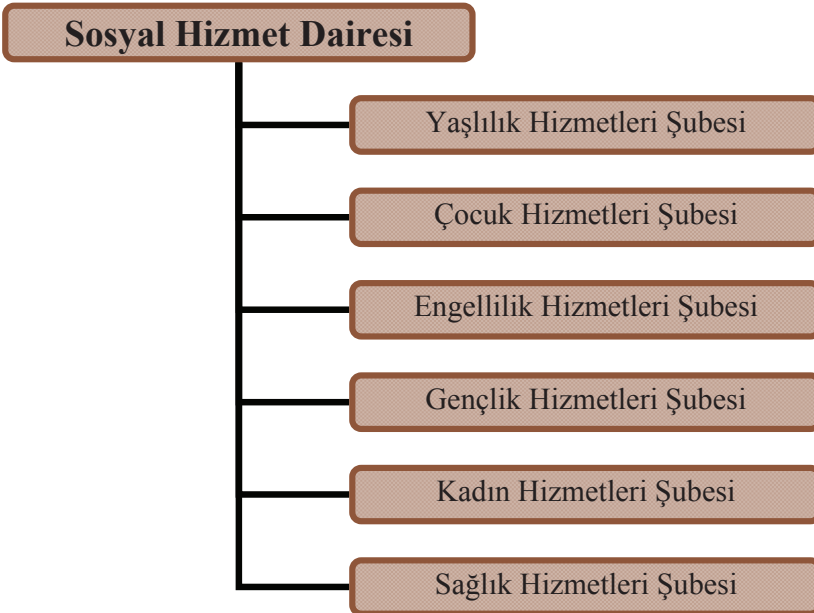 Sosyal Hizmet Dairesi
Yaşlılık Hizmetleri Şubesi
Çocuk Hizmetleri Şubesi
Engellilik Hizmetleri Şubesi
Gençlik Hizmetleri Şubesi
Kadın Hizmetleri Şubesi
Sağlık Hizmetleri Şubesi